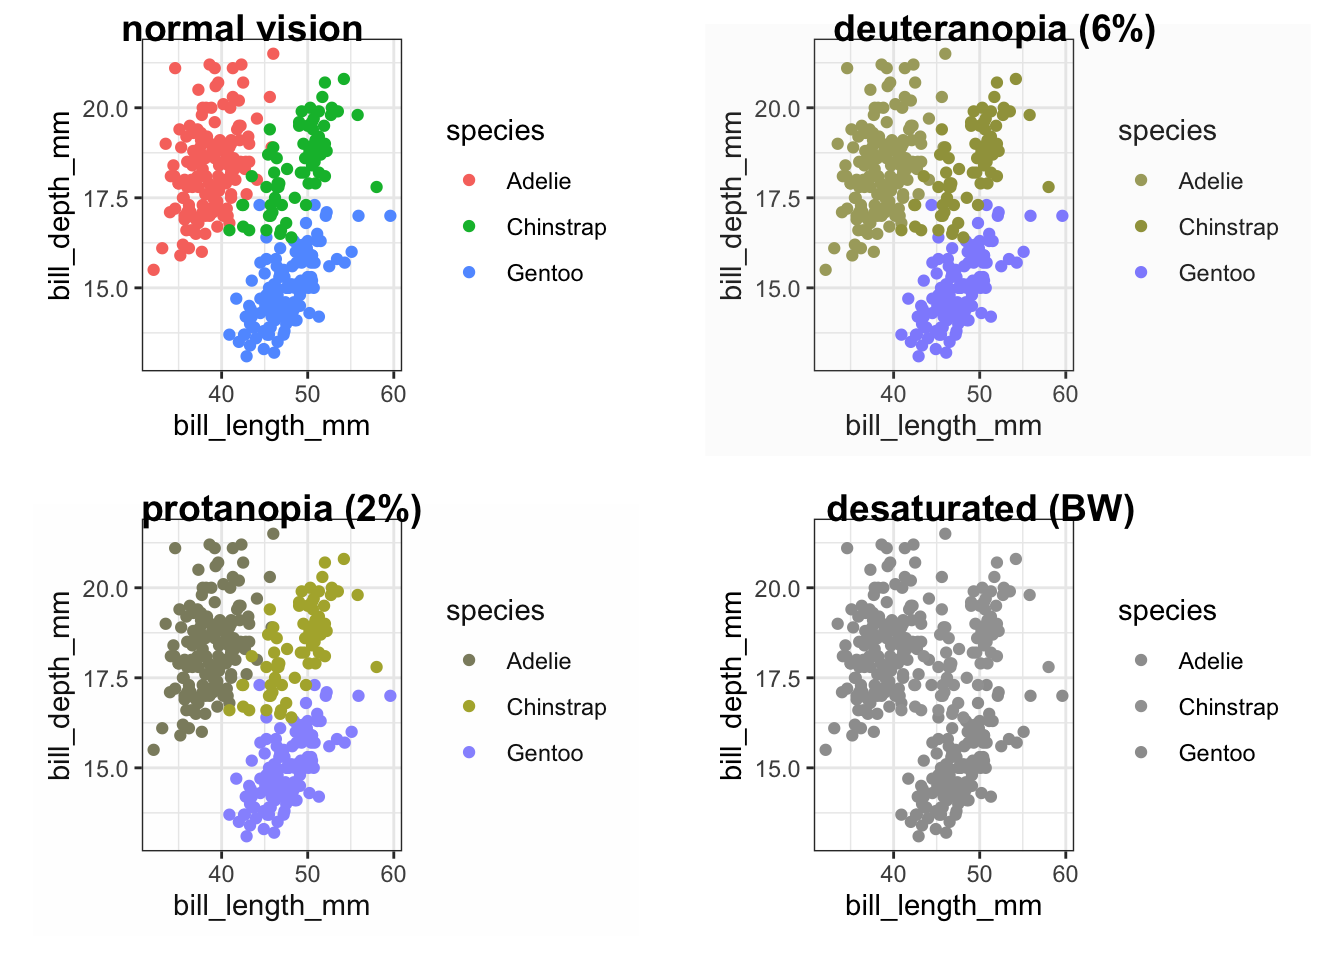 normal vision
20.0
17.5
15.0
bill_depth_mm
40 50 60
bill_length_mm
species
Adelie
Chinstrap
Gentoo
deuteranopia (6%)
20.0
17.5
15.0
bill_depth_mm
40 50 60
bill_length_mm
species
Adelie
Chinstrap
Gentoo
protanopia (2%)
20.0
17.5
15.0
bill_depth_mm
40 50 60
bill_length_mm
species
Adelie
Chinstrap
Gentoo
desaturated (BW)
20.0
17.5
15.0
bill_depth_mm
40 50 60
bill_length_mm
species
Adelie
Chinstrap
Gentoo